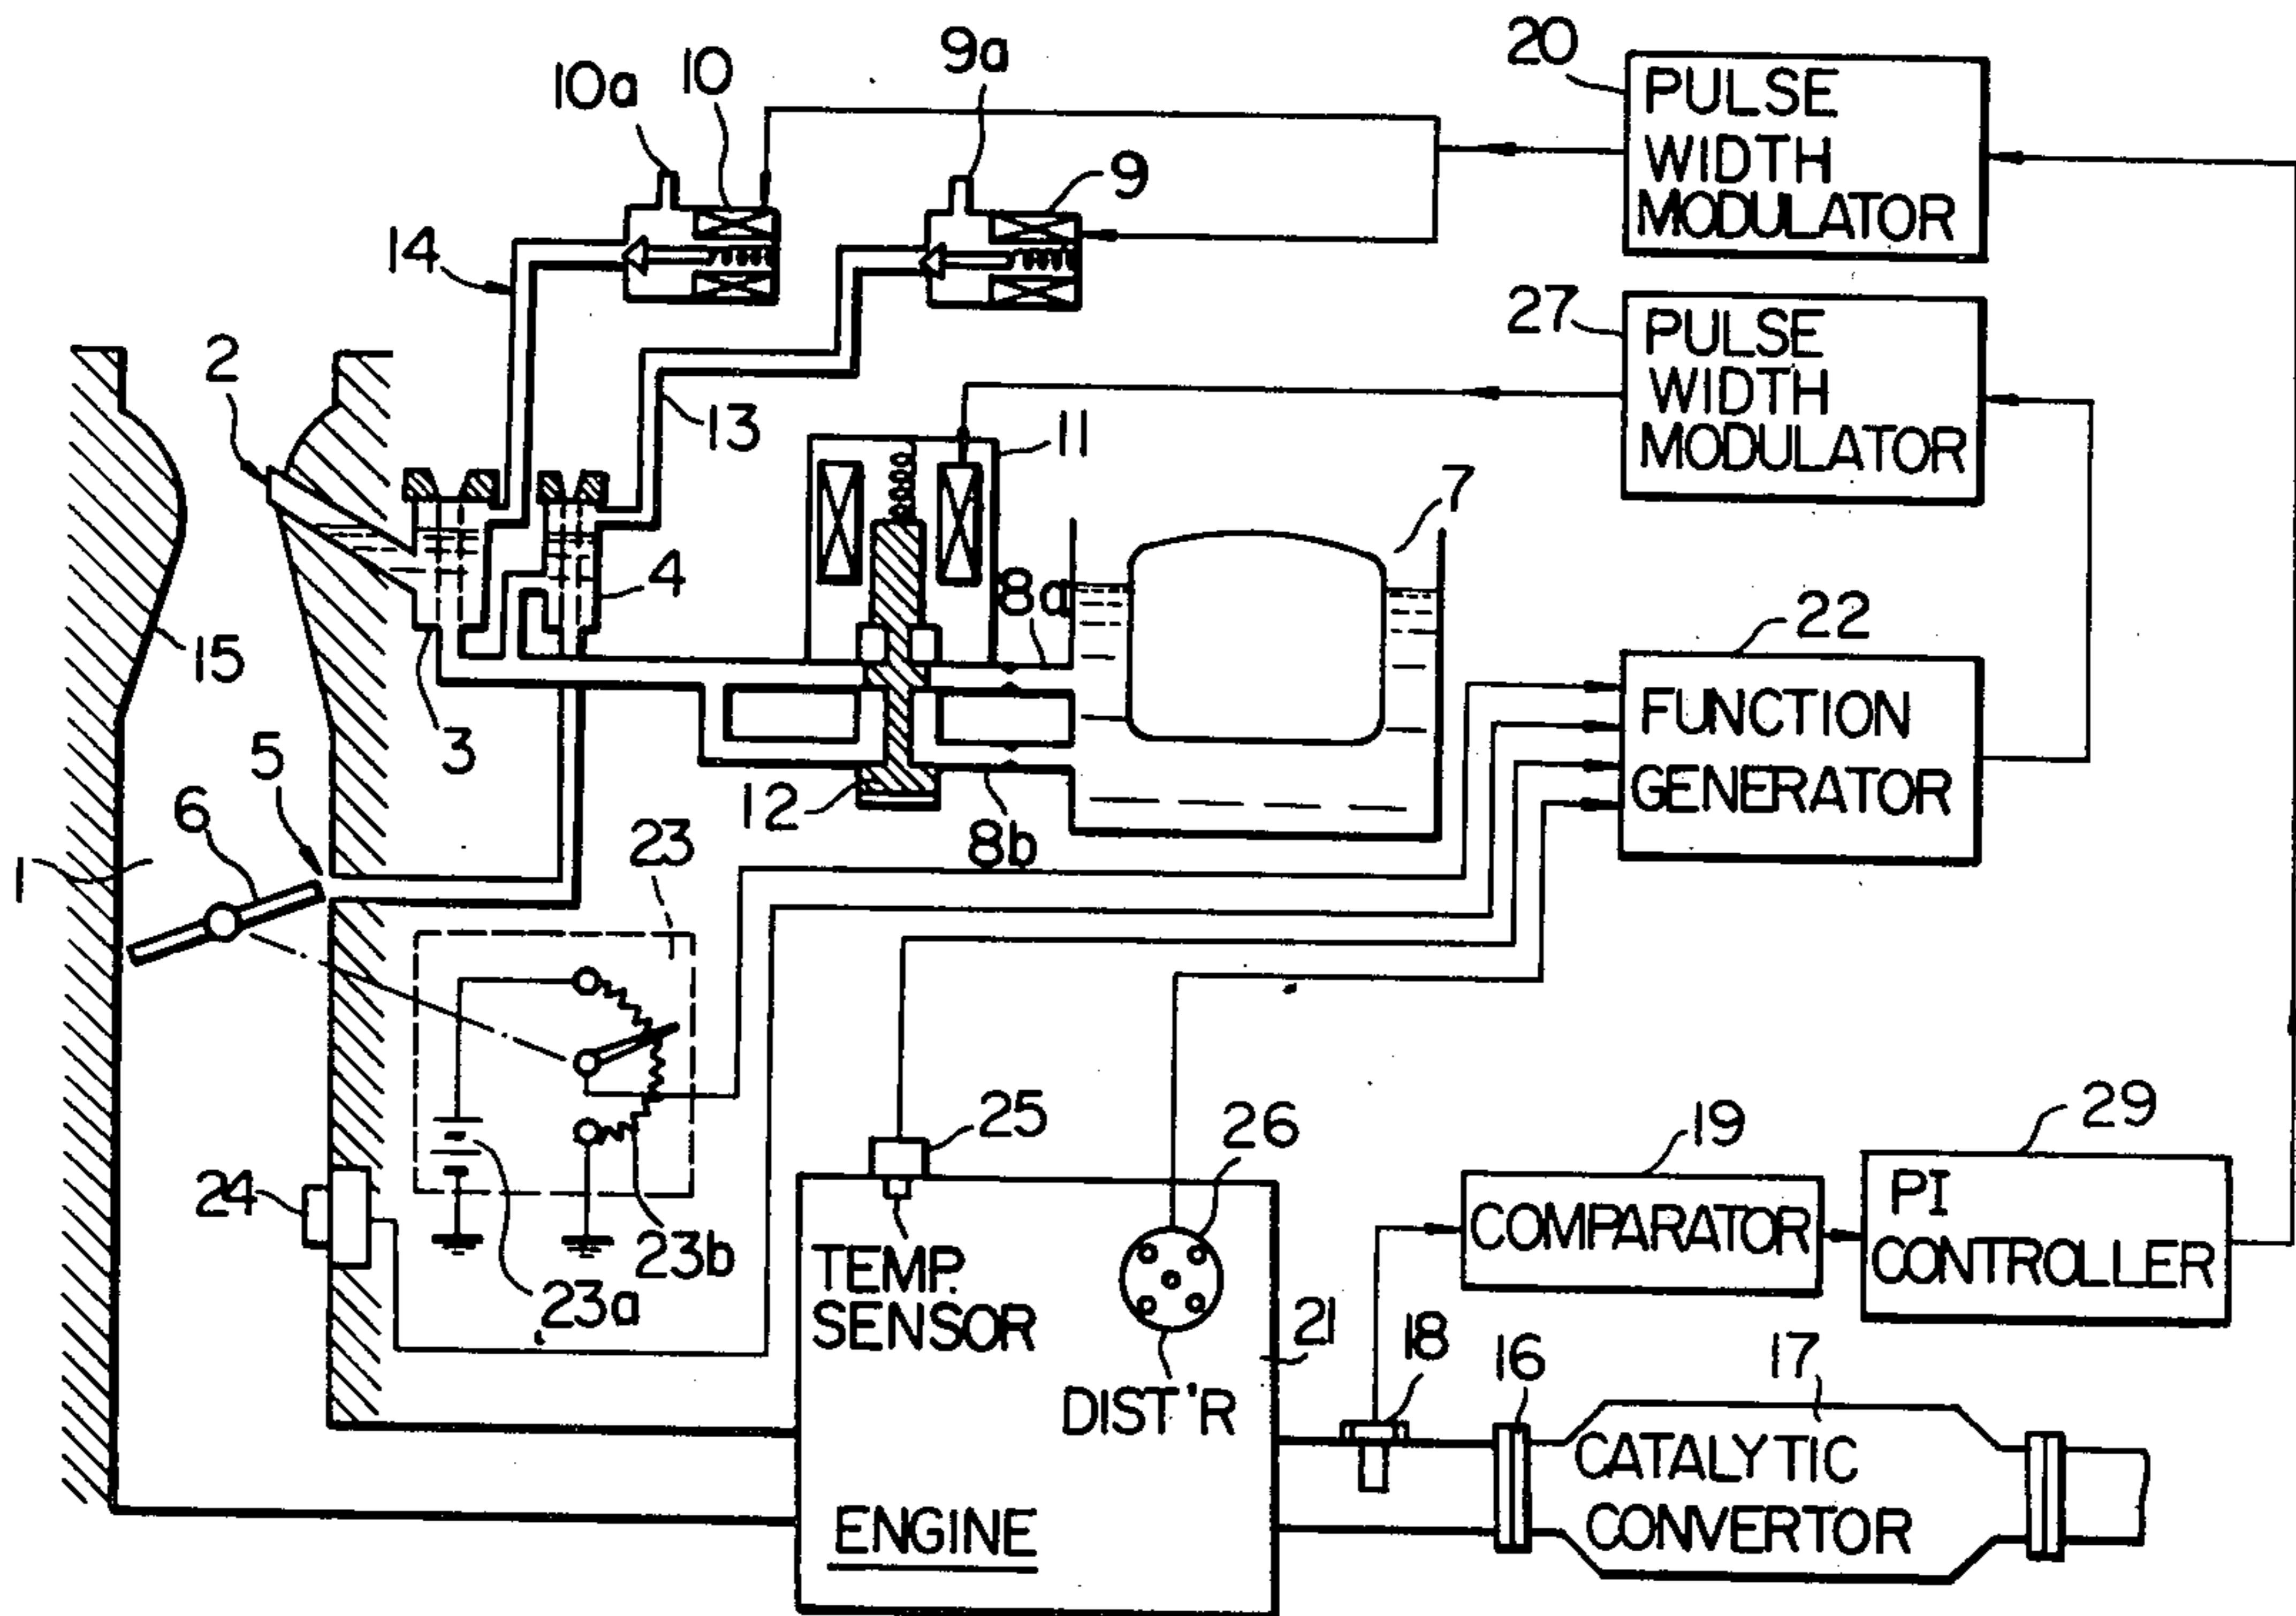 10a
10
9a
20
PULSE
WIDTH
MODULATOR
9
14
27
PULSE
WIDTH
MODULATOR
2
13
11
7
4
8a
15
22
FUNCTION
GENERATOR
3
5
12
8b
6
23
1
25
26
19
29
COMPARATOR
PI
CONTROLLER
24
23b
23a
TEMP.
SENSOR
21
18
16
17
DIST'R
CATALYTIC
CONVERTOR
ENGINE